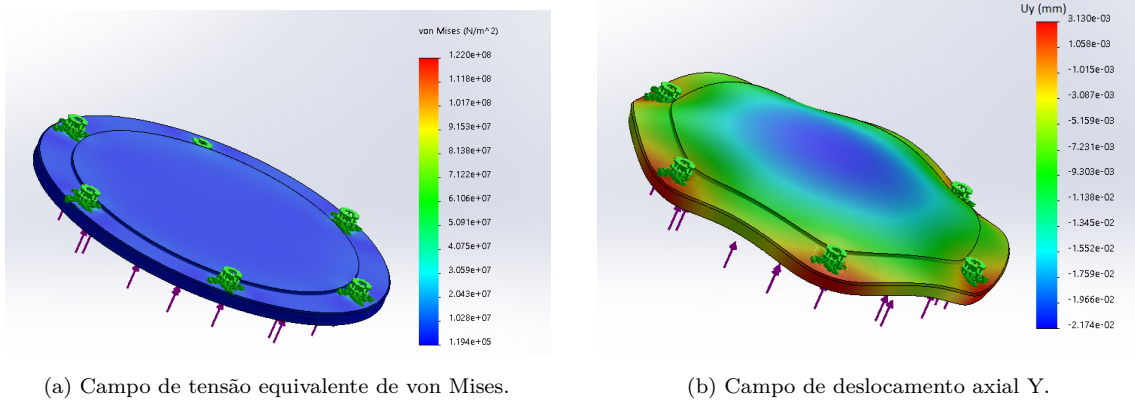 von Mises (N/m^2)
1.220e+08
1.118e+08
1.017e+08
9.153e+07
8.138e+07
7.122e+07
6.107e+07
5.091e+07
4.075e+07
3.059e+07
2.043e+07
1.028e+07
1.194e+05
Uy (mm)
3.130e-03
1.058e-03
-1.015e-03
-3.087e-03
-5.159e-03
-7.231e-03
-9.303e-03
-1.138e-02
-1.345e-02
-1.552e-02
-1.759e-02
-1.966e-02
-2.174e-02
(a) Campo de tensão equivalente de von Mises.
(b) Campo de deslocamento axial Y.